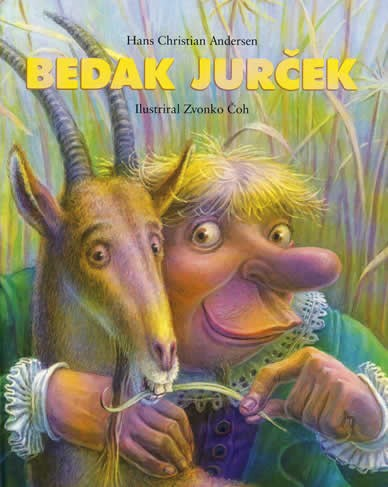 Hans Christian Andersen
BEDAK JURČEK
Ilustriral Zvonko Čoh